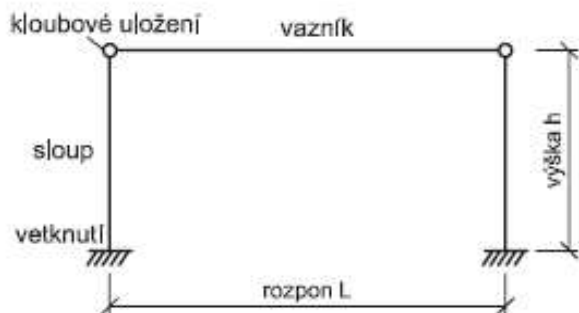 kloubové uložení
vazník
sloup
výška h
vetknutí
rozpon L